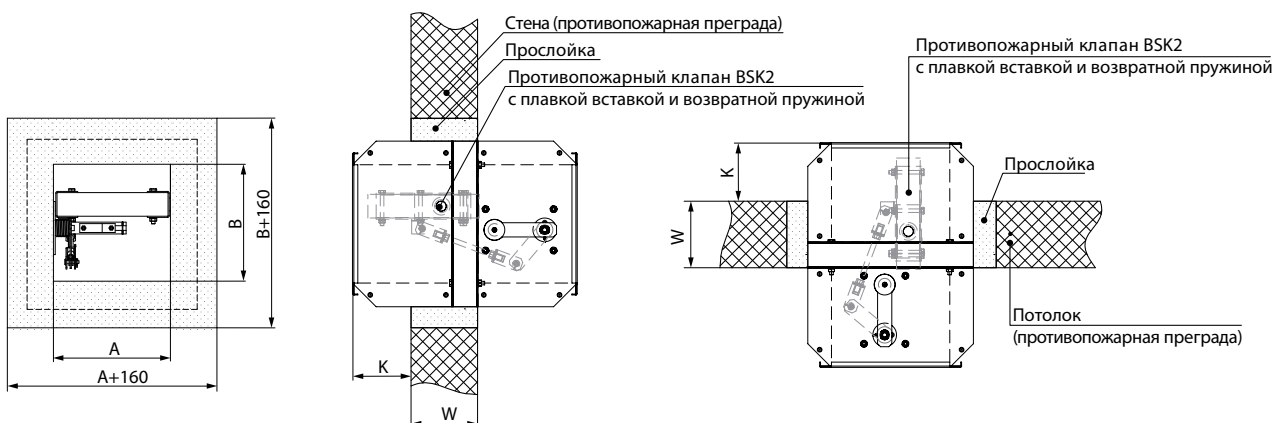 Стена (противопожарная преграда)
Прослойка
Противопожарный клапан BSK2
с плавкой вставкой и возвратной пружиной
Противопожарный клапан BSK2
с плавкой вставкой и возвратной пружиной
Прослойка
Потолок
(противопожарная преграда)
B
B+160
A
A+160
K
W
K
W